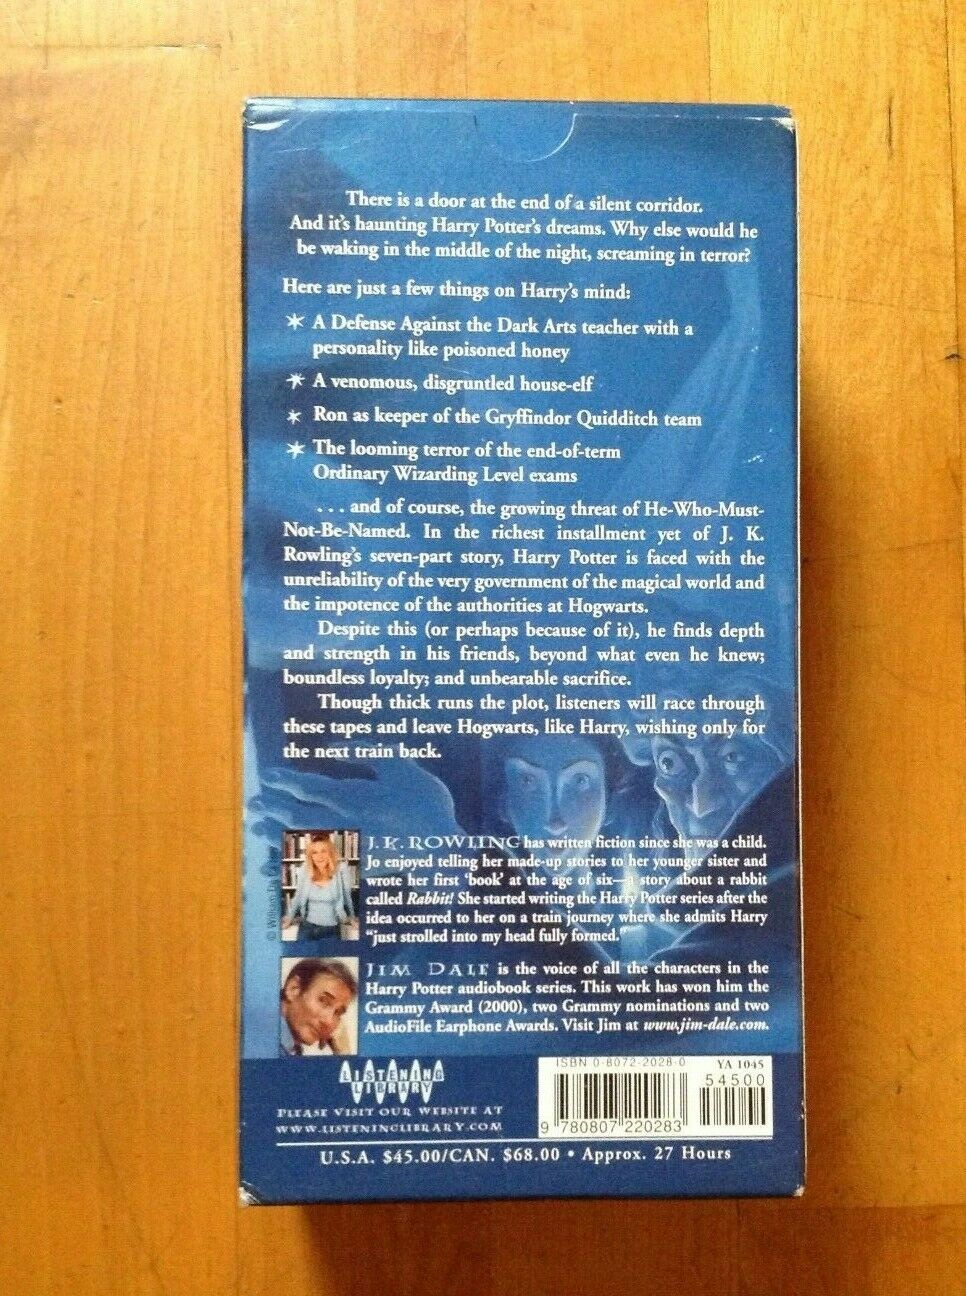 There is a door at the end of a silent corridor.
And it's haunting Harry Potter's dreams. Why else would he
be waking in the middle of the night, screaming in terror?
Here are just a few things on Harry's mind:
✶ A Defense Against the Dark Arts teacher with a
personality like poisoned honey
✶ A venomous, disgruntled house-elf
✶ Ron as keeper of the Gryffindor Quidditch team
✶ The looming terror of the end-of-term
Ordinary Wizarding Level exams
. . . and of course, the growing threat of He-Who-Must-
Not-Be-Named. In the richest installment yet of J. K.
Rowling's seven-part story, Harry Potter is faced with the
unreliability of the very government of the magical world and
the impotence of the authorities at Hogwarts.
Despite this (or perhaps because of it), he finds depth
and strength in his friends, beyond what even he knew;
boundless loyalty; and unbearable sacrifice.
Though thick runs the plot, listeners will race through
these tapes and leave Hogwarts, like Harry, wishing only for
the next train back.
J.K. ROWLING has written fiction since she was a child.
Jo enjoyed telling her made-up stories to her younger sister and
wrote her first 'book' at the age of six—a story about a rabbit
called Rabbit! She started writing the Harry Potter series after the
idea occurred to her on a train journey where she admits Harry
"just strolled into my head fully formed."
JIM DALE is the voice of all the characters in the
Harry Potter audiobook series. This work has won him the
Grammy Award (2000), two Grammy nominations and two
AudioFile Earphone Awards. Visit Jim at www.jim-dale.com.
LISTENING
LIBRARY
PLEASE VISIT OUR WEBSITE AT
WWW.LISTENINGLIBRARY.COM
ISBN 0-8072-2028-0 YA 1045
54500
9 780807 220283
U.S.A. $45.00/CAN. $68.00 • Approx. 27 Hours